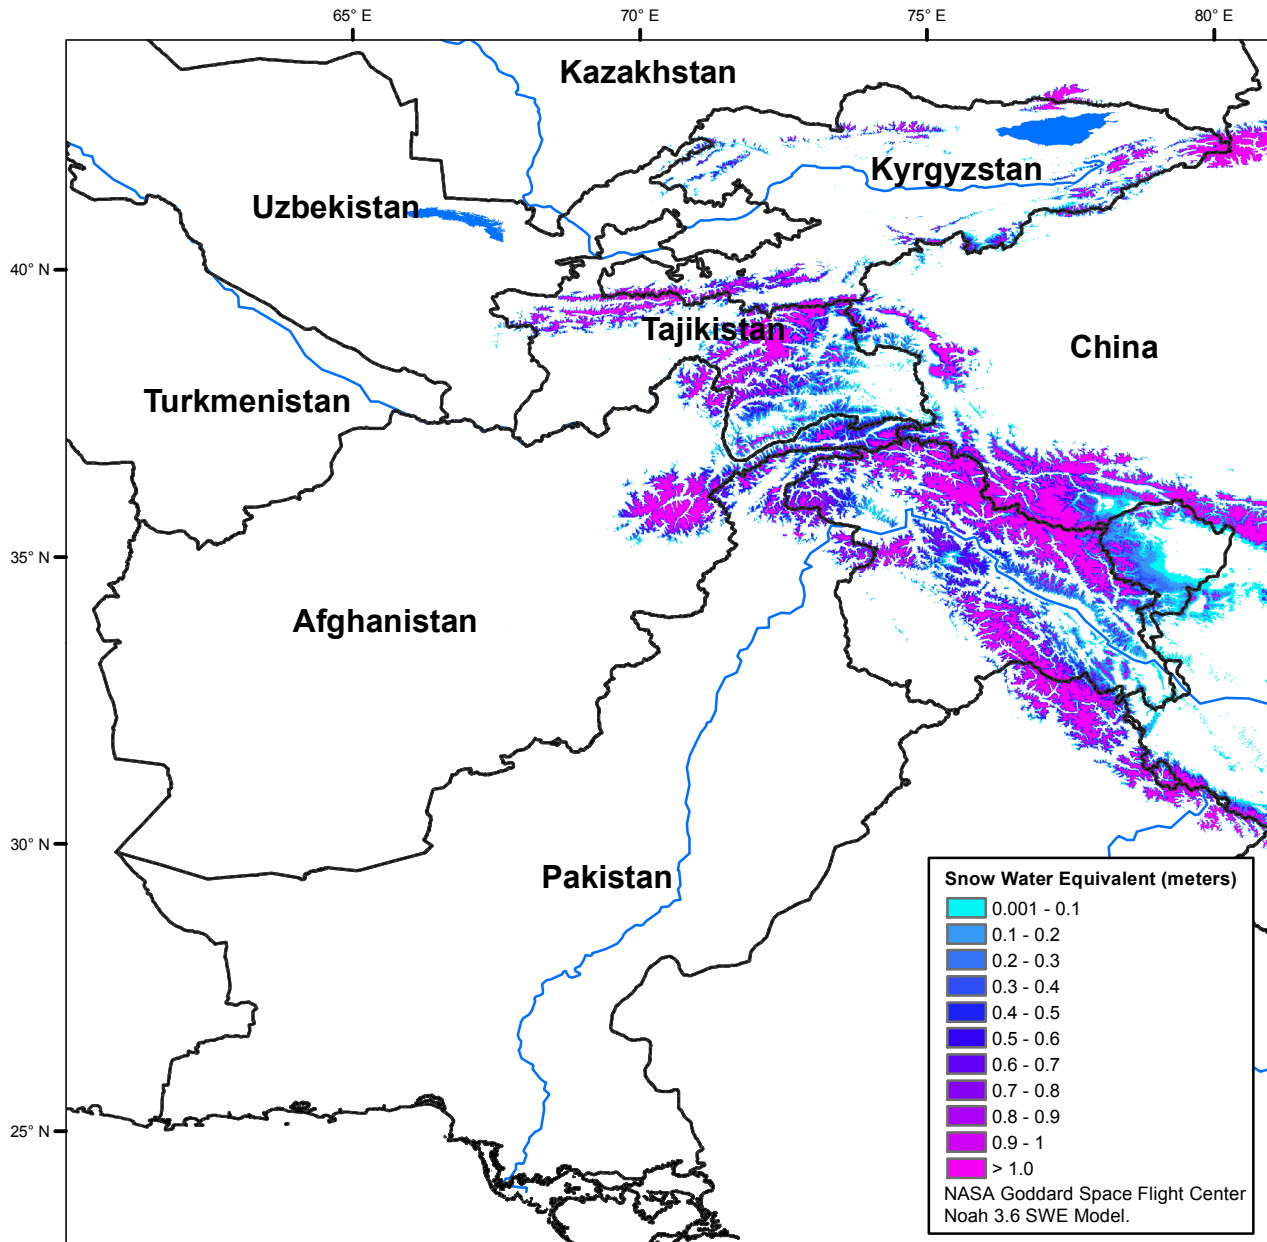 65° E
70° E
75° E
80° E
Kazakhstan
Kyrgyzstan
Uzbekistan
40° N
Tajikistan
China
Turkmenistan
35° N
Afghanistan
30° N
Pakistan
25° N
Snow Water Equivalent (meters)
0.001 - 0.1
0.1 - 0.2
0.2 - 0.3
0.3 - 0.4
0.4 - 0.5
0.5 - 0.6
0.6 - 0.7
0.7 - 0.8
0.8 - 0.9
0.9 - 1
> 1.0
NASA Goddard Space Flight Center
Noah 3.6 SWE Model.